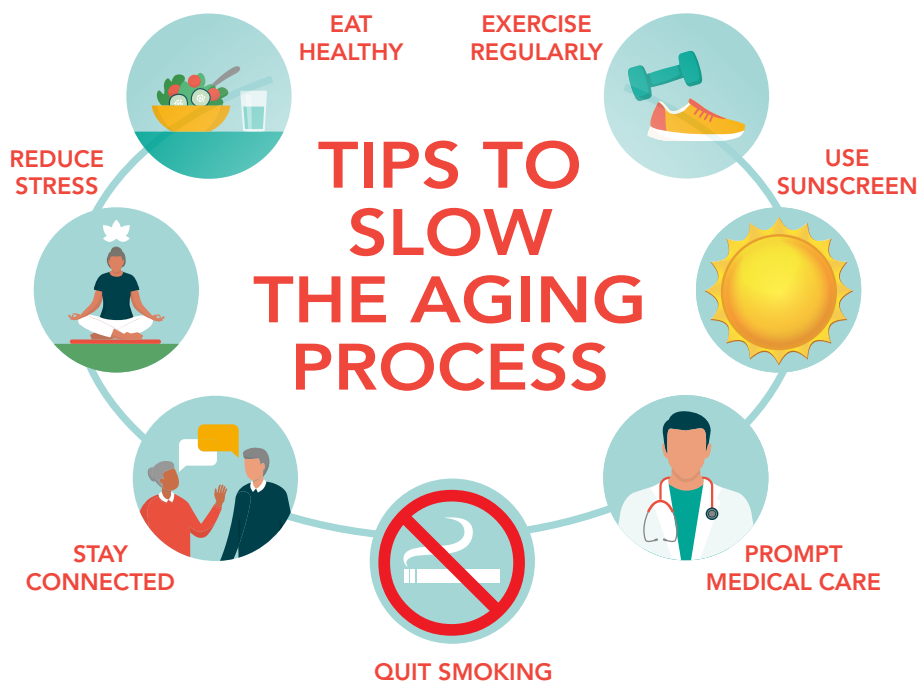 TIPS TO
SLOW
THE AGING
PROCESS
EAT
HEALTHY
EXERCISE
REGULARLY
USE
SUNSCREEN
PROMPT
MEDICAL CARE
QUIT SMOKING
STAY
CONNECTED
REDUCE
STRESS